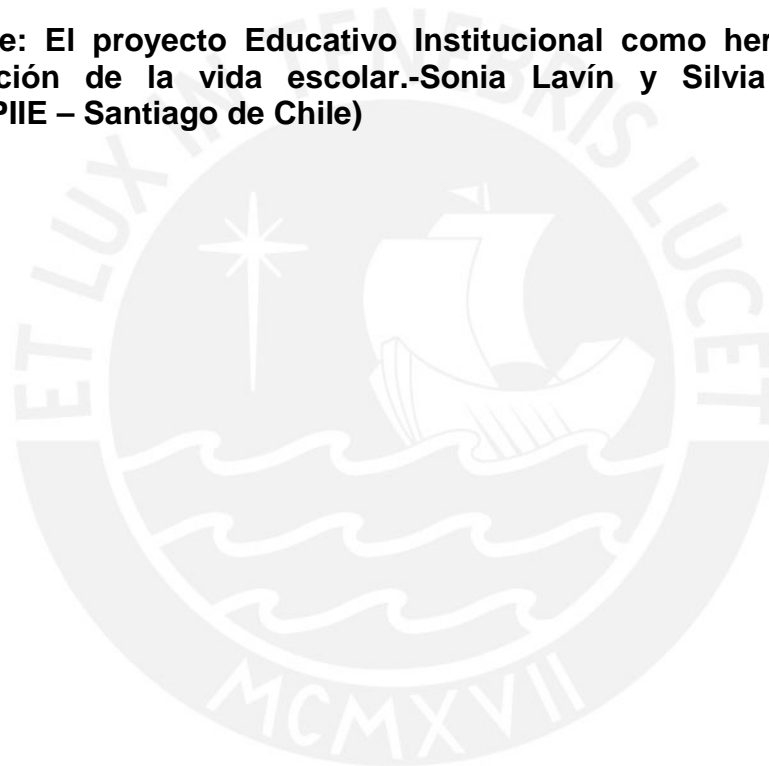 e: El proyecto Educativo Institucional como her
ción de la vida escolar.-Sonia Lavín y Silvia
PIIE – Santiago de Chile)
ET LUX IN TENEBRIS LUCET
MCMXVII